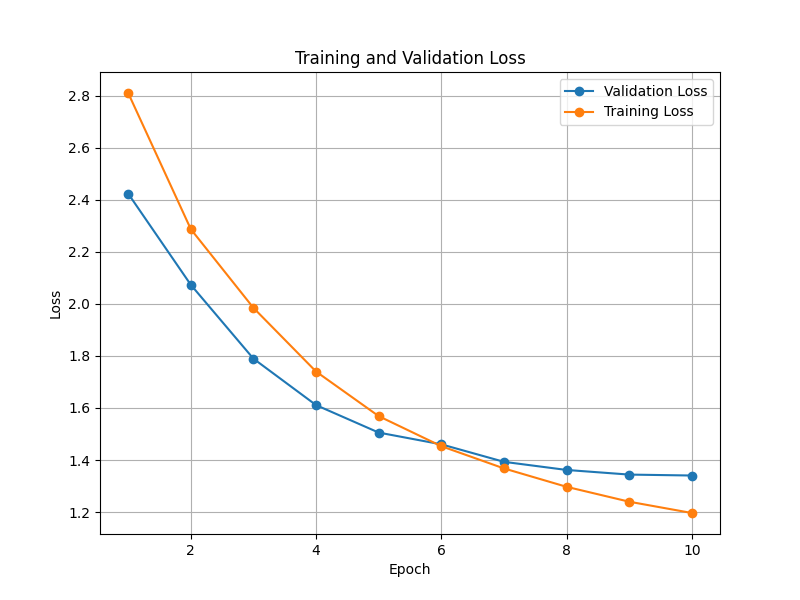 Training and Validation Loss
Validation Loss
Training Loss
2.8
2.6
2.4
2.2
2.0
1.8
1.6
1.4
1.2
Loss
2 4 6 8 10
Epoch